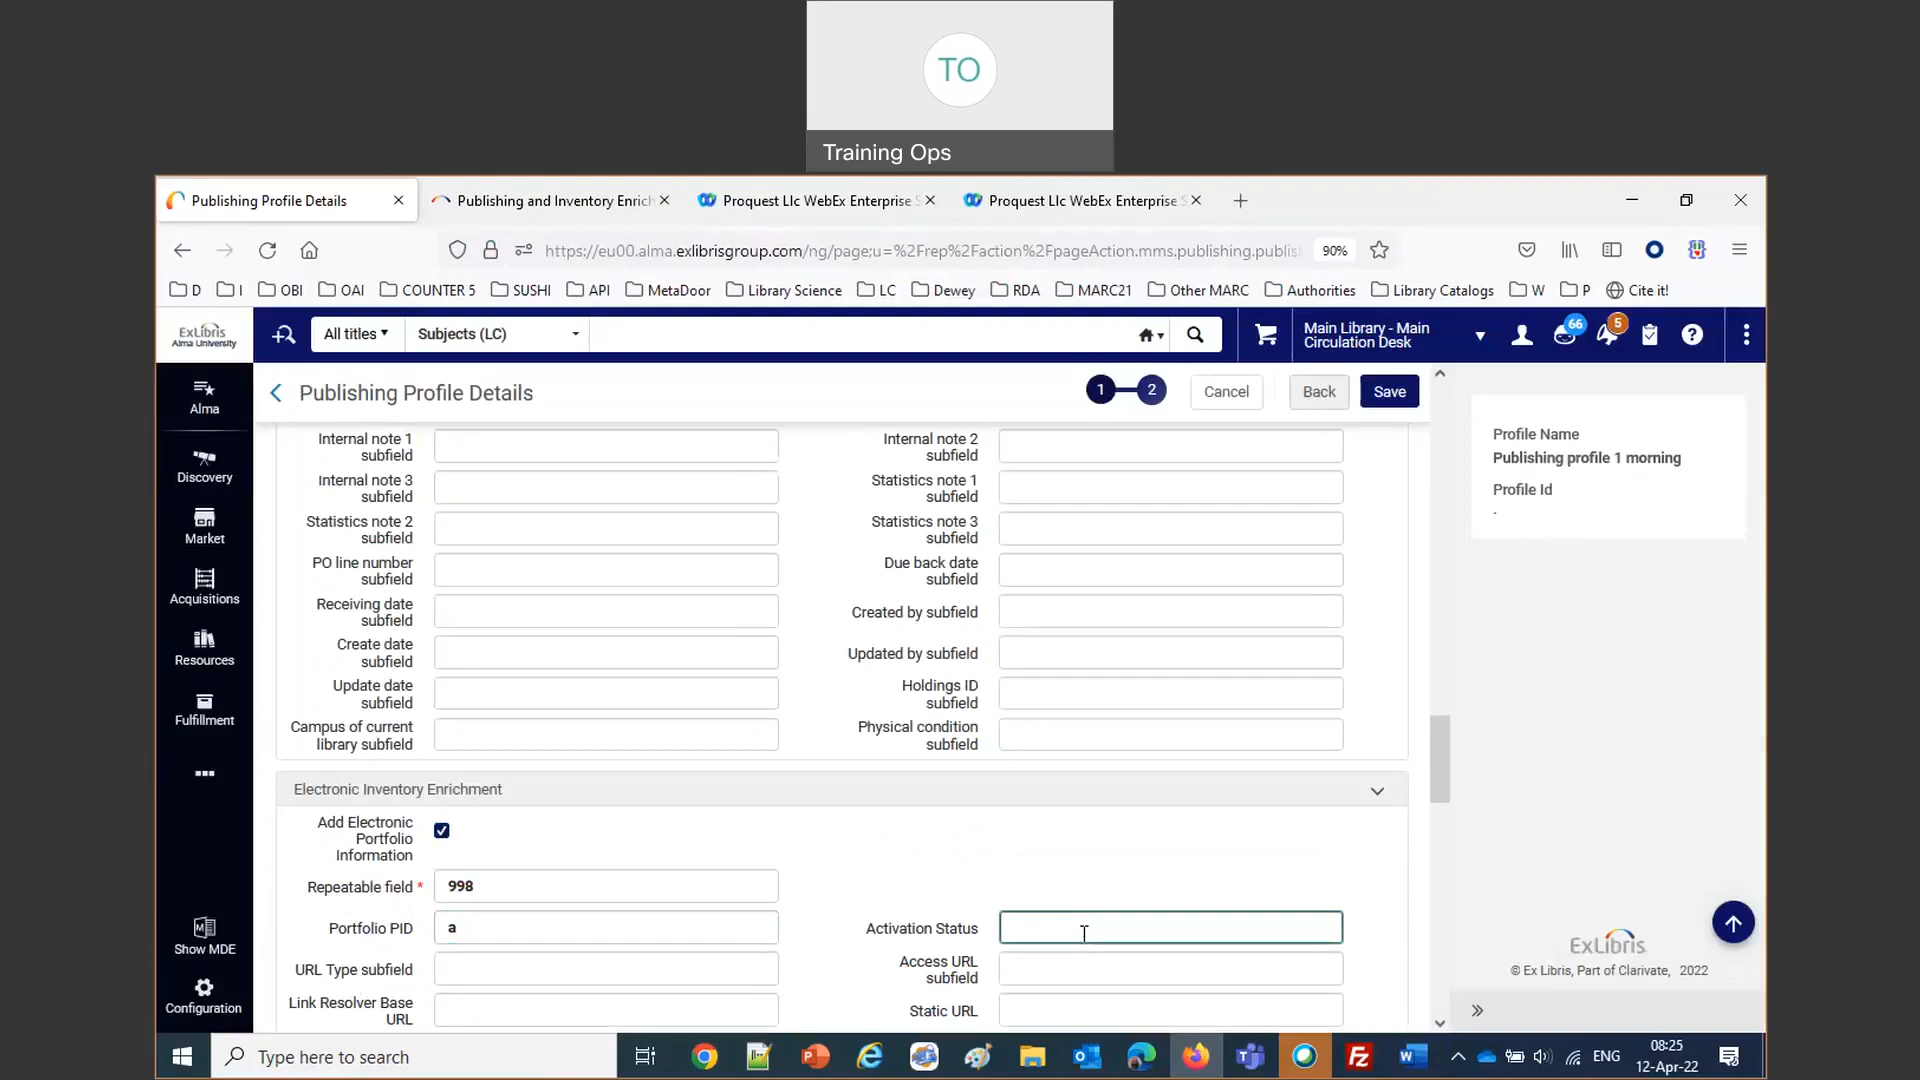 TO
Training Ops
Publishing Profile Details
Publishing and Inventory Enrich
Proquest Llc WebEx Enterprise S
Proquest Llc WebEx Enterprise S
https://eu00.alma.exlibrisgroup.com/ng/page;u=%2Frep%2Faction%2FpageAction.mms.publishing.publis
90%
D
I
OBI
OAI
COUNTER 5
SUSHI
API
MetaDoor
Library Science
LC
Dewey
RDA
MARC21
Other MARC
Authorities
Library Catalogs
W
P
Cite it!
ExLibris
Alma University
All titles
Subjects (LC)
Main Library - Main
Circulation Desk
66
5
Alma
Discovery
Market
Acquisitions
Resources
Fulfillment
Show MDE
Configuration
Publishing Profile Details
1
2
Cancel
Back
Save
Internal note 1
subfield
Internal note 2
subfield
Internal note 3
subfield
Statistics note 1
subfield
Statistics note 2
subfield
Statistics note 3
subfield
PO line number
subfield
Due back date
subfield
Receiving date
subfield
Created by subfield
Create date
subfield
Updated by subfield
Update date
subfield
Holdings ID
subfield
Campus of current
library subfield
Physical condition
subfield
Electronic Inventory Enrichment
Add Electronic
Portfolio
Information
Repeatable field *
998
Portfolio PID
a
Activation Status
URL Type subfield
Access URL
subfield
Link Resolver Base
URL
Static URL
Profile Name
Publishing profile 1 morning
Profile Id
.
ExLibris
© Ex Libris, Part of Clarivate, 2022
Type here to search
ENG
08:25
12-Apr-22